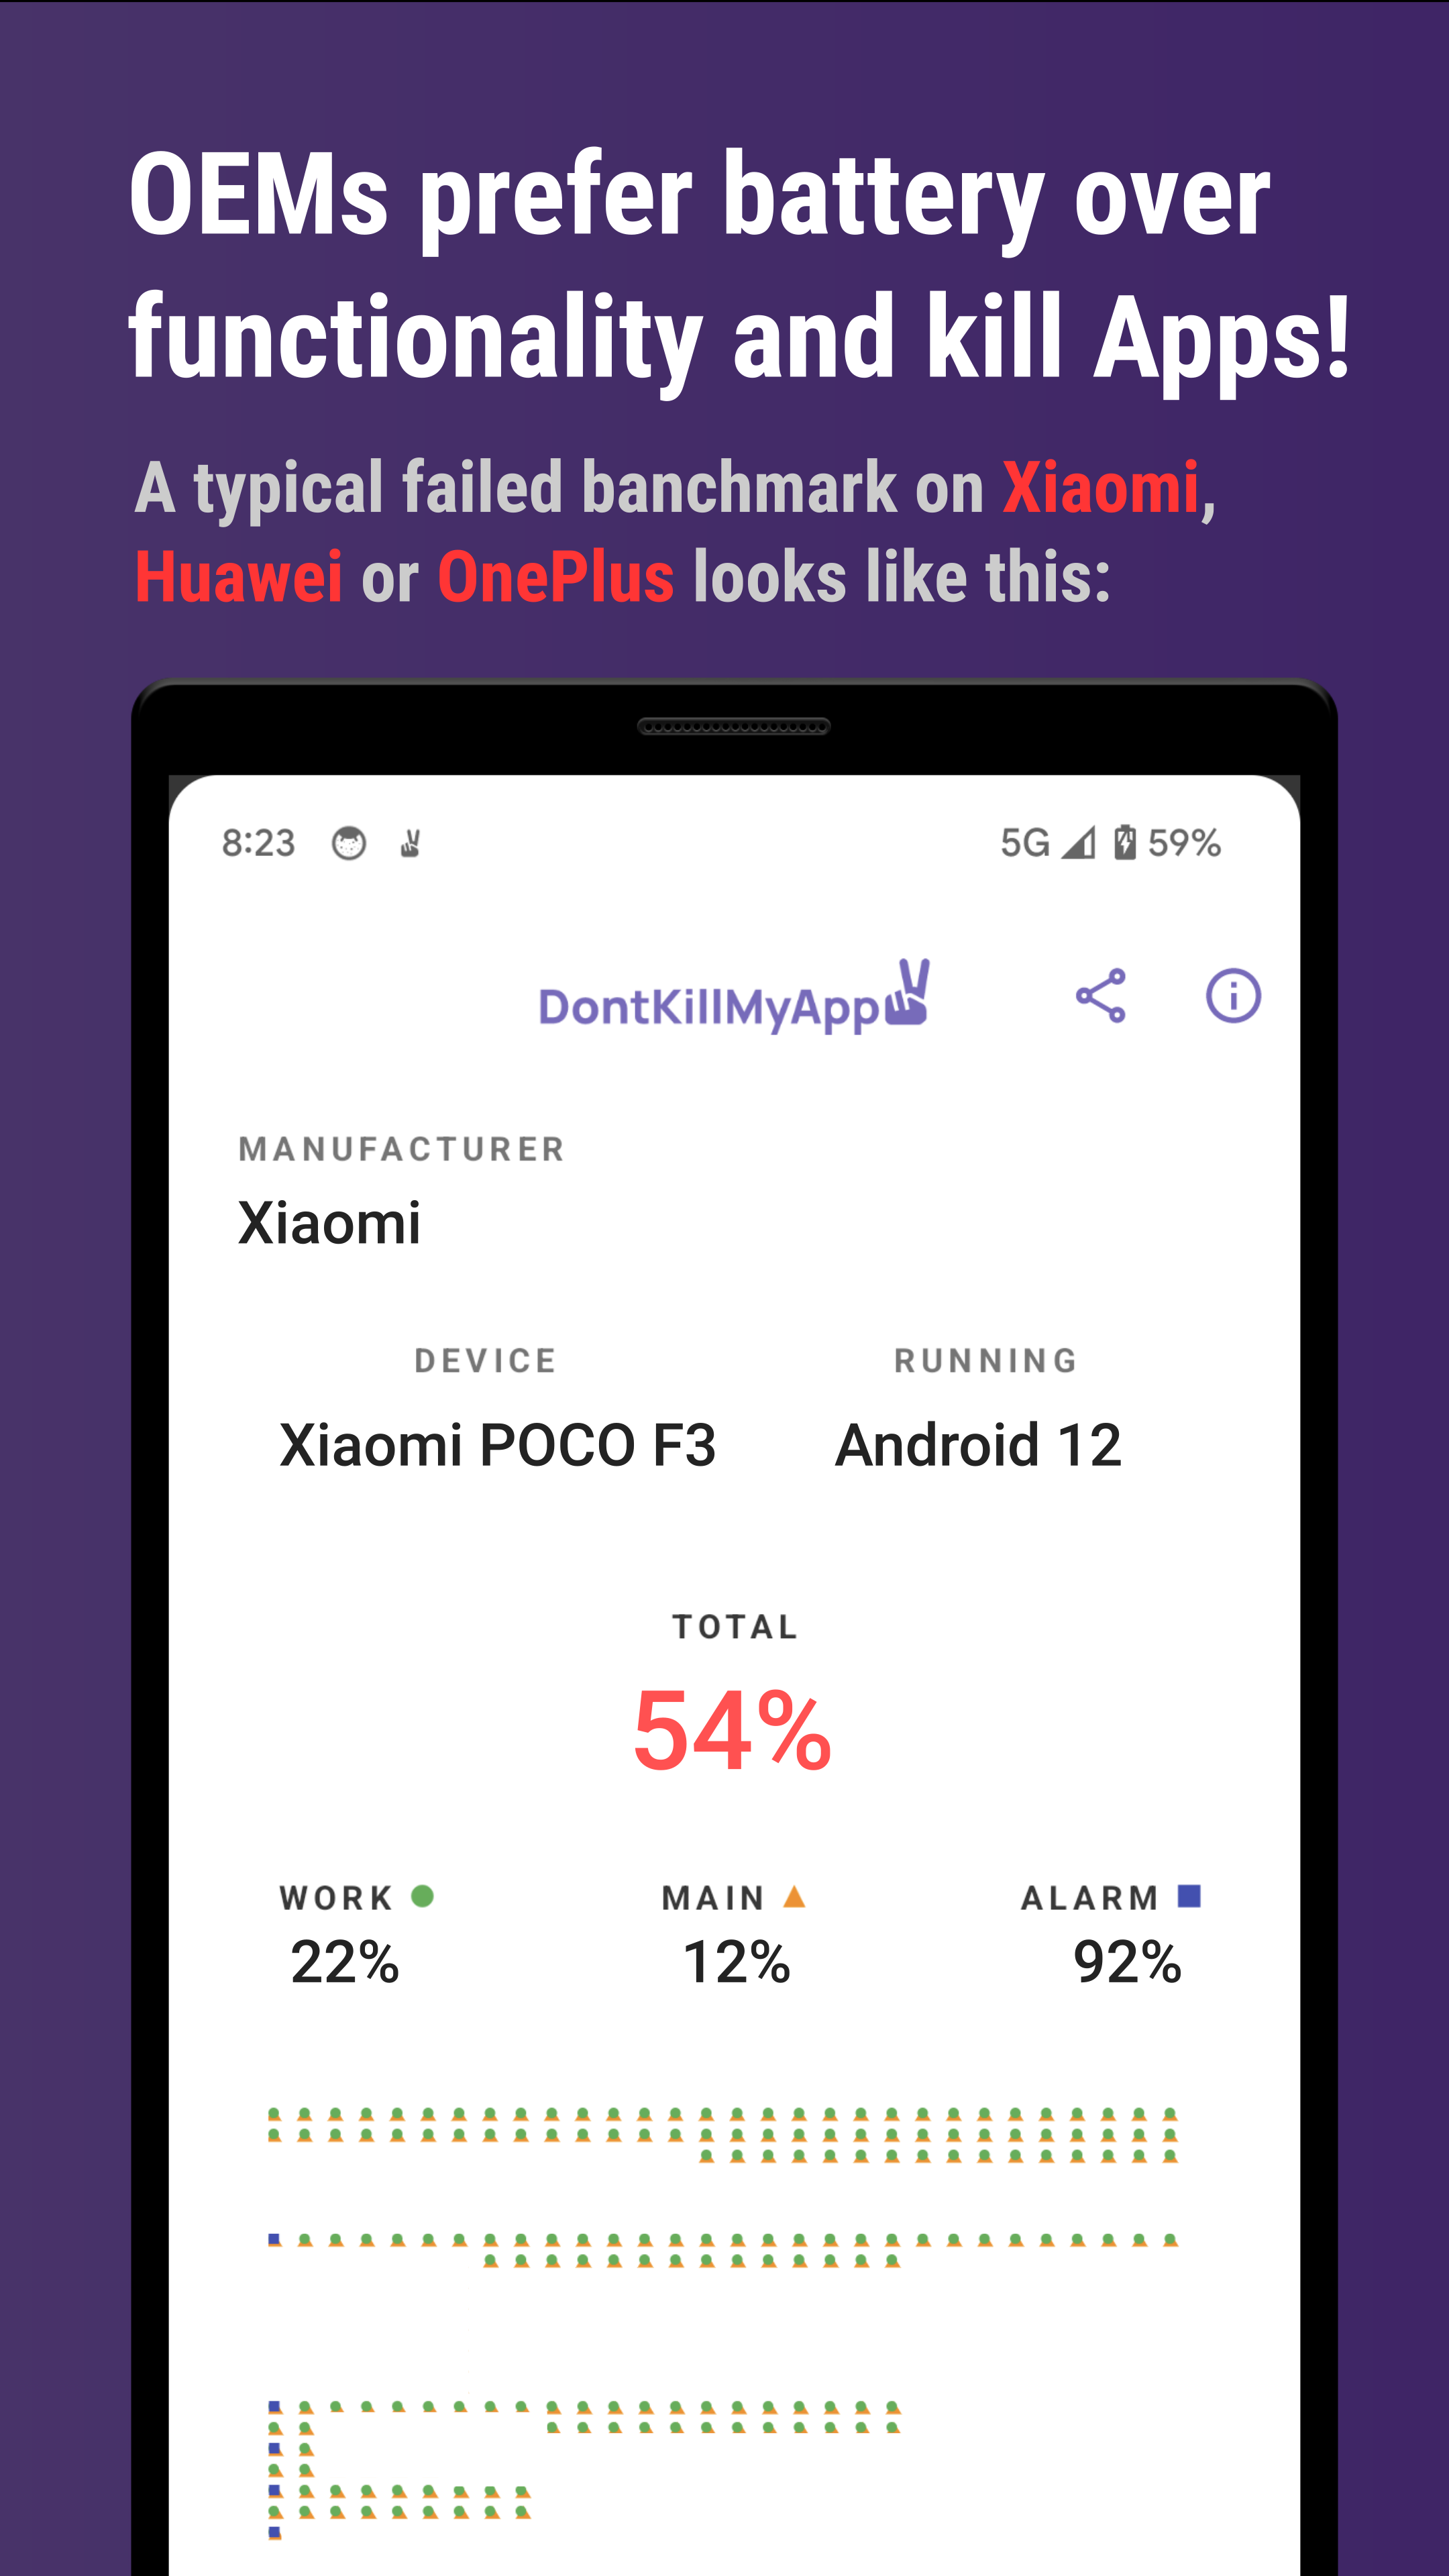 OEMs prefer battery over
functionality and kill Apps!
A typical failed banchmark on Xiaomi,
Huawei or OnePlus looks like this:
8:23 5G 59%
DontKillMyApp
MANUFACTURER
Xiaomi
DEVICE RUNNING
Xiaomi POCO F3 Android 12
TOTAL
54%
WORK MAIN ALARM
22% 12% 92%